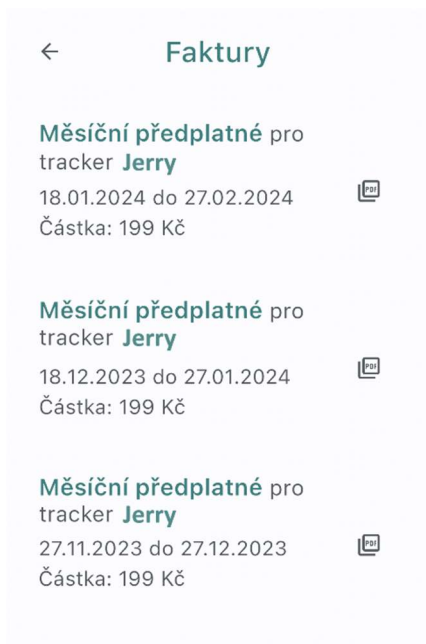 Faktury
Měsíční předplatné pro
tracker Jerry
18.01.2024 do 27.02.2024
Částka: 199 Kč
PDF
Měsíční předplatné pro
tracker Jerry
18.12.2023 do 27.01.2024
Částka: 199 Kč
PDF
Měsíční předplatné pro
tracker Jerry
27.11.2023 do 27.12.2023
Částka: 199 Kč
PDF